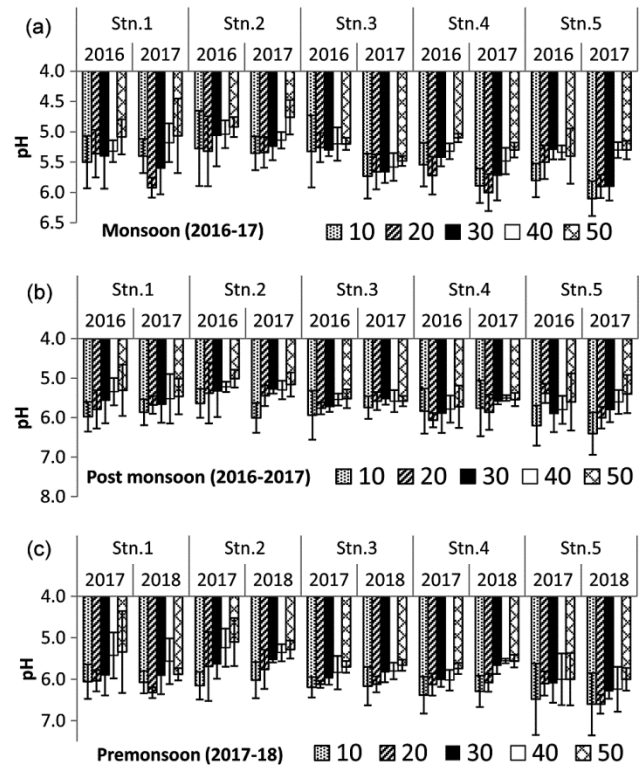 (a) Stn.1 Stn.2 Stn.3 Stn.4 Stn.5
2016 2017 2016 2017 2016 2017 2016 2017 2016 2017
4.0
4.5
5.0
5.5
6.0
6.5
pH
Monsoon (2016-17) 10 20 30 40 50
(b) Stn.1 Stn.2 Stn.3 Stn.4 Stn.5
2016 2017 2016 2017 2016 2017 2016 2017 2016 2017
4.0
5.0
6.0
7.0
8.0
pH
Post monsoon (2016-2017) 10 20 30 40 50
(c) Stn.1 Stn.2 Stn.3 Stn.4 Stn.5
2017 2018 2017 2018 2017 2018 2017 2018 2017 2018
4.0
5.0
6.0
7.0
pH
Premonsoon (2017-18) 10 20 30 40 50